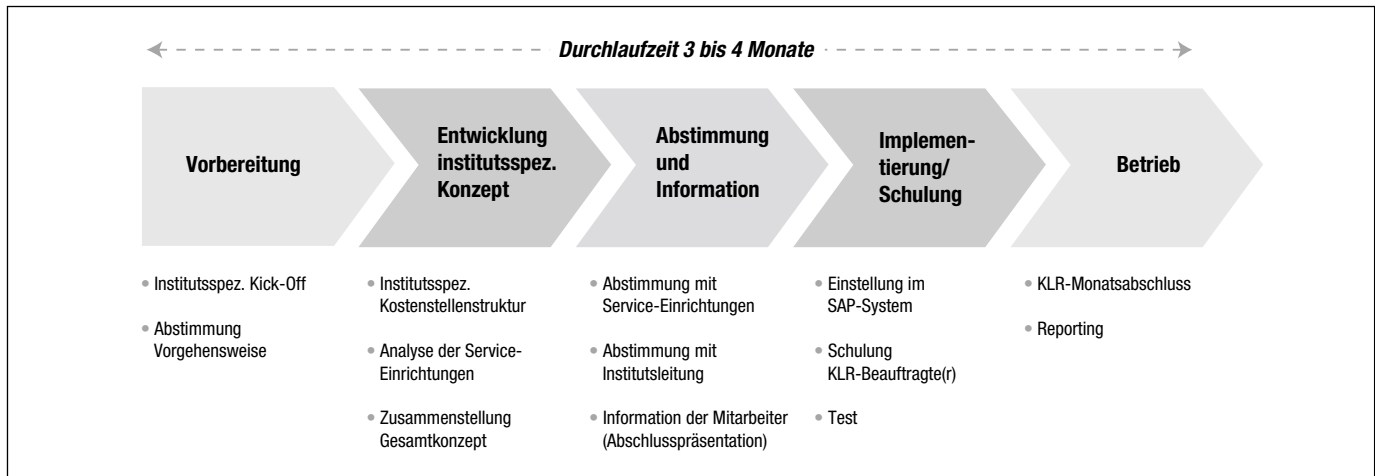 Durchlaufzeit 3 bis 4 Monate
Vorbereitung
Entwicklung
institutsspez.
Konzept
Abstimmung
und
Information
Implemen-
tierung/
Schulung
Betrieb
• Institutsspez. Kick-Off
• Abstimmung
Vorgehensweise
• Institutsspez.
Kostenstellenstruktur
• Analyse der Service-
Einrichtungen
• Zusammenstellung
Gesamtkonzept
• Abstimmung mit
Service-Einrichtungen
• Abstimmung mit
Institutsleitung
• Information der Mitarbeiter
(Abschlusspräsentation)
• Einstellung im
SAP-System
• Schulung
KLR-Beauftragte(r)
• Test
• KLR-Monatsabschluss
• Reporting